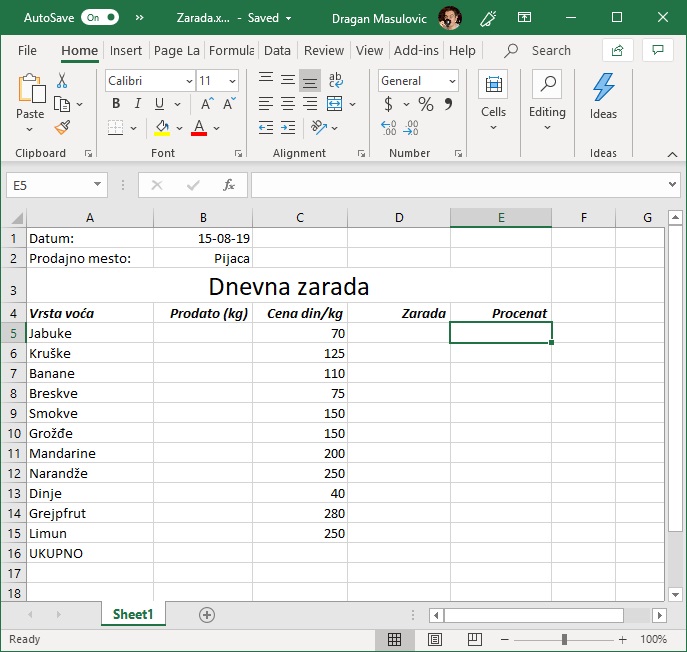 AutoSave On Zarada.x... - Saved Dragan Masulovic
File Home Insert Page La Formula Data Review View Add-ins Help Search
Calibri 11 General
Paste B I U A A $ % Cells Editing Ideas
Clipboard Font Alignment Number Ideas
E5 fx
A B C D E F G
1 Datum: 15-08-19
2 Prodajno mesto: Pijaca
3 Dnevna zarada
4 Vrsta voća Prodato (kg) Cena din/kg Zarada Procenat
5 Jabuke 70
6 Kruške 125
7 Banane 110
8 Breskve 75
9 Smokve 150
10 Grožđe 150
11 Mandarine 200
12 Narandže 250
13 Dinje 40
14 Grejpfrut 280
15 Limun 250
16 UKUPNO
17
18
Sheet1
Ready 100%